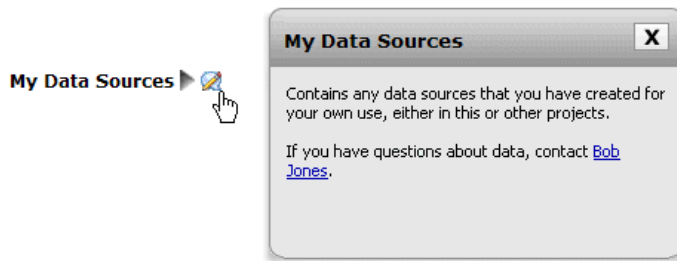 My Data Sources
My Data Sources
X
Contains any data sources that you have created for
your own use, either in this or other projects.
If you have questions about data, contact Bob
Jones.